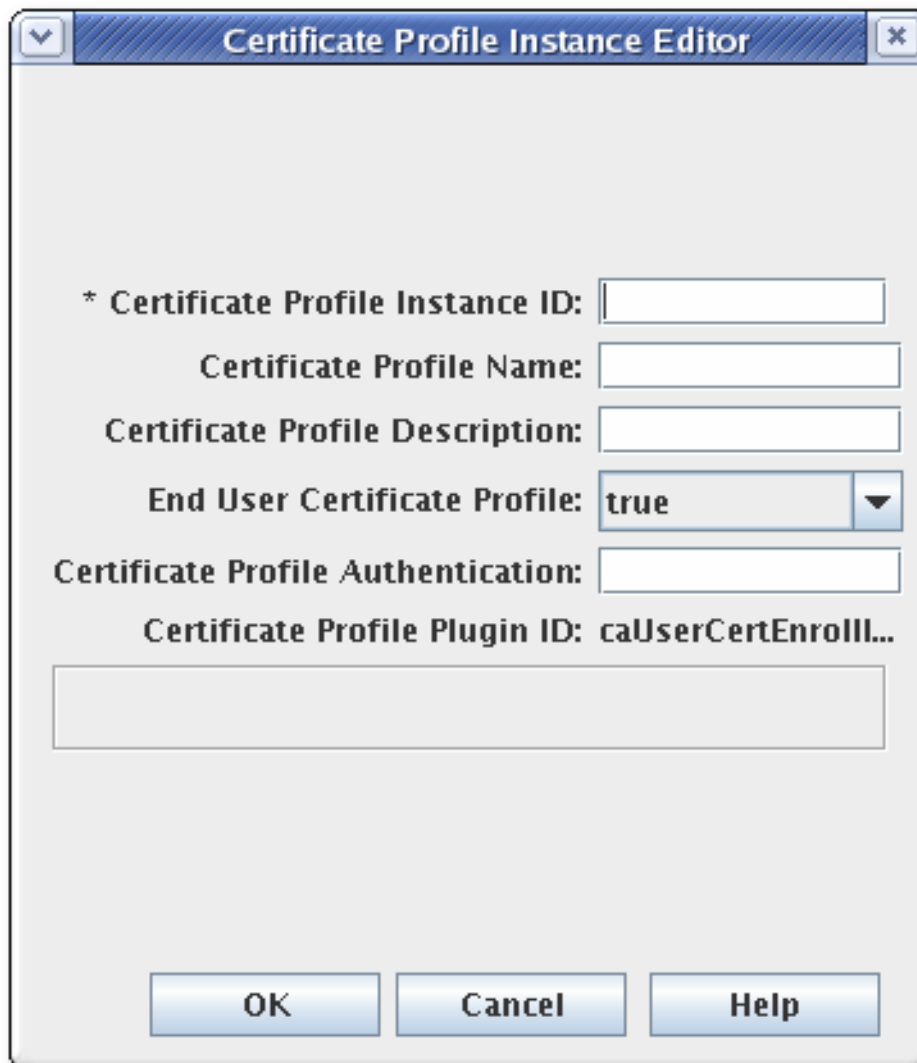 Certificate Profile Instance Editor
* Certificate Profile Instance ID:
Certificate Profile Name:
Certificate Profile Description:
End User Certificate Profile: true
Certificate Profile Authentication:
Certificate Profile Plugin ID: caUserCertEnrolll...
OK Cancel Help